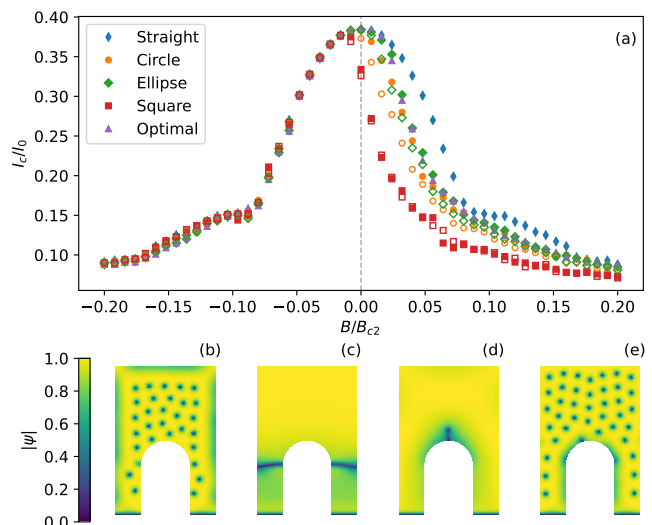 (a)
Straight
Circle
Ellipse
Square
Optimal
0.40
0.35
0.30
0.25
0.20
0.15
0.10
I_c/I_0
−0.20 −0.15 −0.10 −0.05 0.00 0.05 0.10 0.15 0.20
B/B_{c2}
(b) (c) (d) (e)
1.0
0.8
0.6
0.4
0.2
0.0
|ψ|